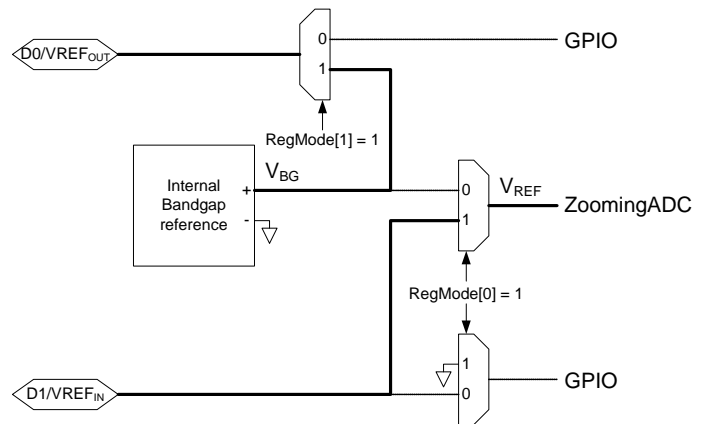 D0/VREFOUT
0
1
GPIO
RegMode[1] = 1
Internal
Bandgap
reference
+
-
VBG
0
1
VREF
ZoomingADC
RegMode[0] = 1
D1/VREFIN
1
0
GPIO